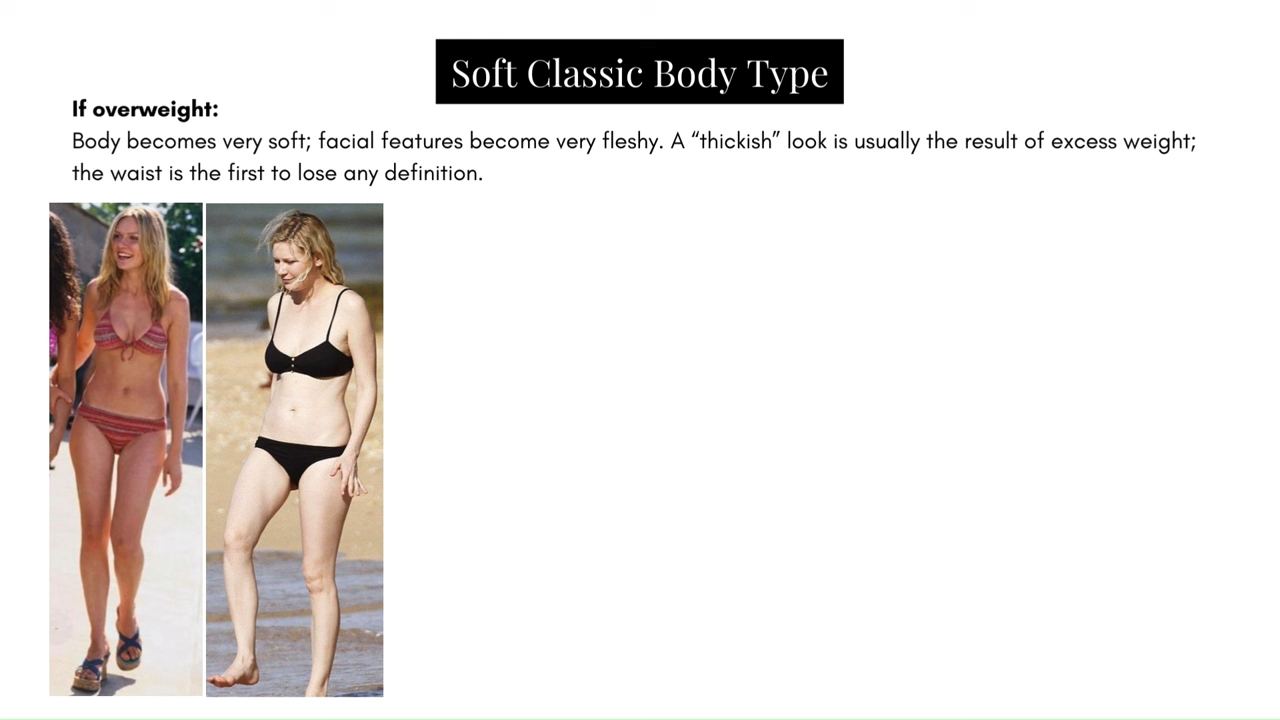 Soft Classic Body Type
If overweight:
Body becomes very soft; facial features become very fleshy. A “thickish” look is usually the result of excess weight;
the waist is the first to lose any definition.